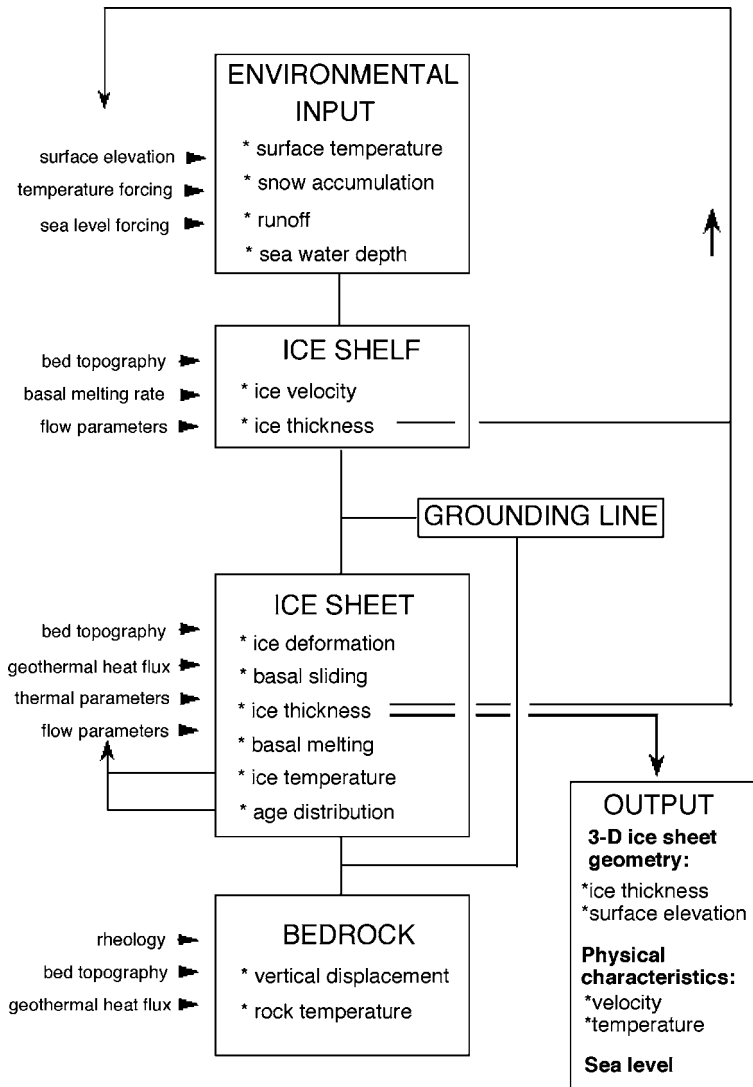 ENVIRONMENTAL
INPUT
* surface temperature
* snow accumulation
* runoff
* sea water depth
surface elevation
temperature forcing
sea level forcing
ICE SHELF
* ice velocity
* ice thickness
bed topography
basal melting rate
flow parameters
GROUNDING LINE
ICE SHEET
* ice deformation
* basal sliding
* ice thickness
* basal melting
* ice temperature
* age distribution
bed topography
geothermal heat flux
thermal parameters
flow parameters
BEDROCK
* vertical displacement
* rock temperature
rheology
bed topography
geothermal heat flux
OUTPUT
3-D ice sheet
geometry:
*ice thickness
*surface elevation
Physical
characteristics:
*velocity
*temperature
Sea level